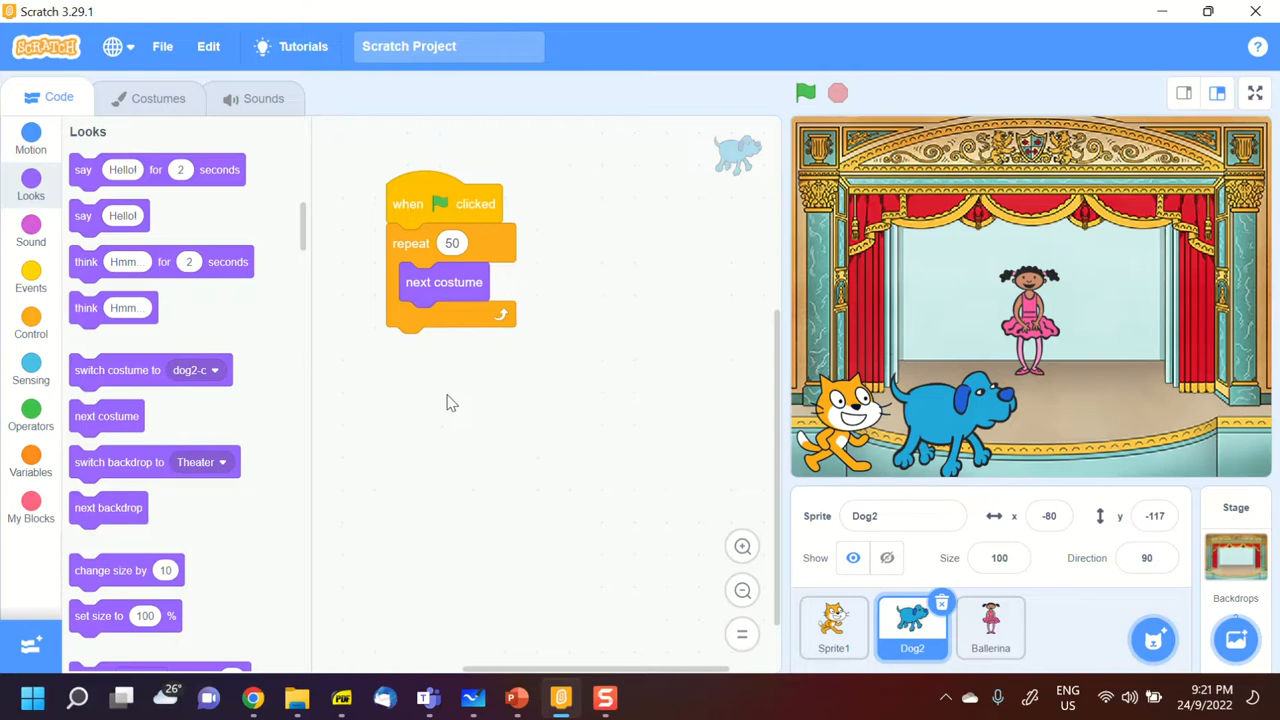 Scratch 3.29.1
SCRATCH
File
Edit
Tutorials
Scratch Project
?
Code
Costumes
Sounds
Motion
Looks
Sound
Events
Control
Sensing
Operators
Variables
My Blocks
Looks
say Hello! for 2 seconds
say Hello!
think Hmm... for 2 seconds
think Hmm...
switch costume to dog2-c
next costume
switch backdrop to Theater
next backdrop
change size by 10
set size to 100 %
when clicked
repeat 50
next costume
Sprite Dog2 x -80 y -117
Show Size 100 Direction 90
Sprite1
Dog2
Ballerina
Stage
Backdrops
26°
PDF
T
P
S
ENG
US
9:21 PM
24/9/2022